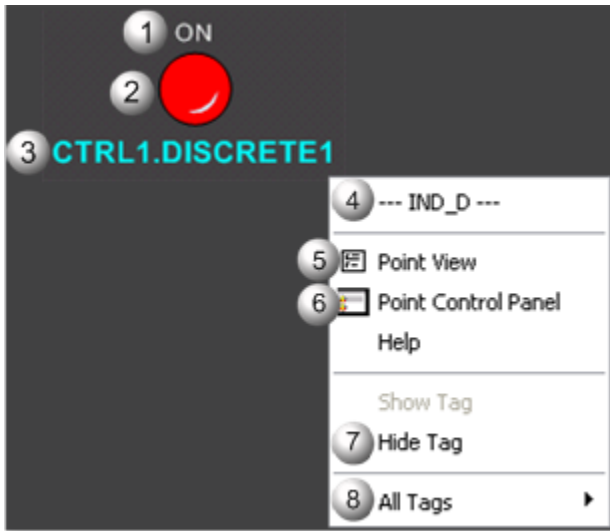 1 ON
2
3 CTRL1.DISCRETE1
4 --- IND_D ---
5 Point View
6 Point Control Panel
Help
Show Tag
7 Hide Tag
8 All Tags